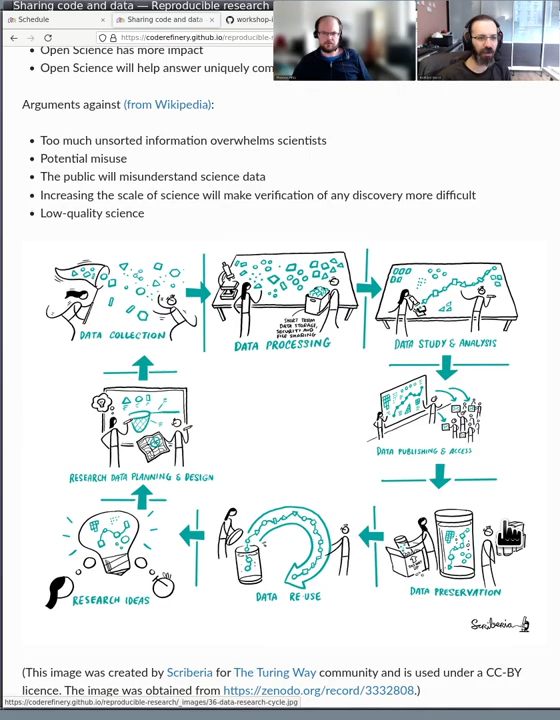 Sharing code and data — Reproducible research
Schedule
Sharing code and data —
workshop-i
https://coderefinery.github.io/reproducible-r
Open Science has more impact
Open Science will help answer uniquely com
Arguments against (from Wikipedia):
Too much unsorted information overwhelms scientists
Potential misuse
The public will misunderstand science data
Increasing the scale of science will make verification of any discovery more difficult
Low-quality science
DATA COLLECTION
SHORT TERM
DATA STORAGE,
SECURITY AND
FILE SHARING
DATA PROCESSING
DATA STUDY & ANALYSIS
RESEARCH DATA PLANNING & DESIGN
DATA PUBLISHING & ACCESS
RESEARCH IDEAS
DATA RE-USE
DATA PRESERVATION
Scriberia
(This image was created by Scriberia for The Turing Way community and is used under a CC-BY
licence. The image was obtained from https://zenodo.org/record/3332808.)
https://coderefinery.github.io/reproducible-research/_images/36-data-research-cycle.jpg